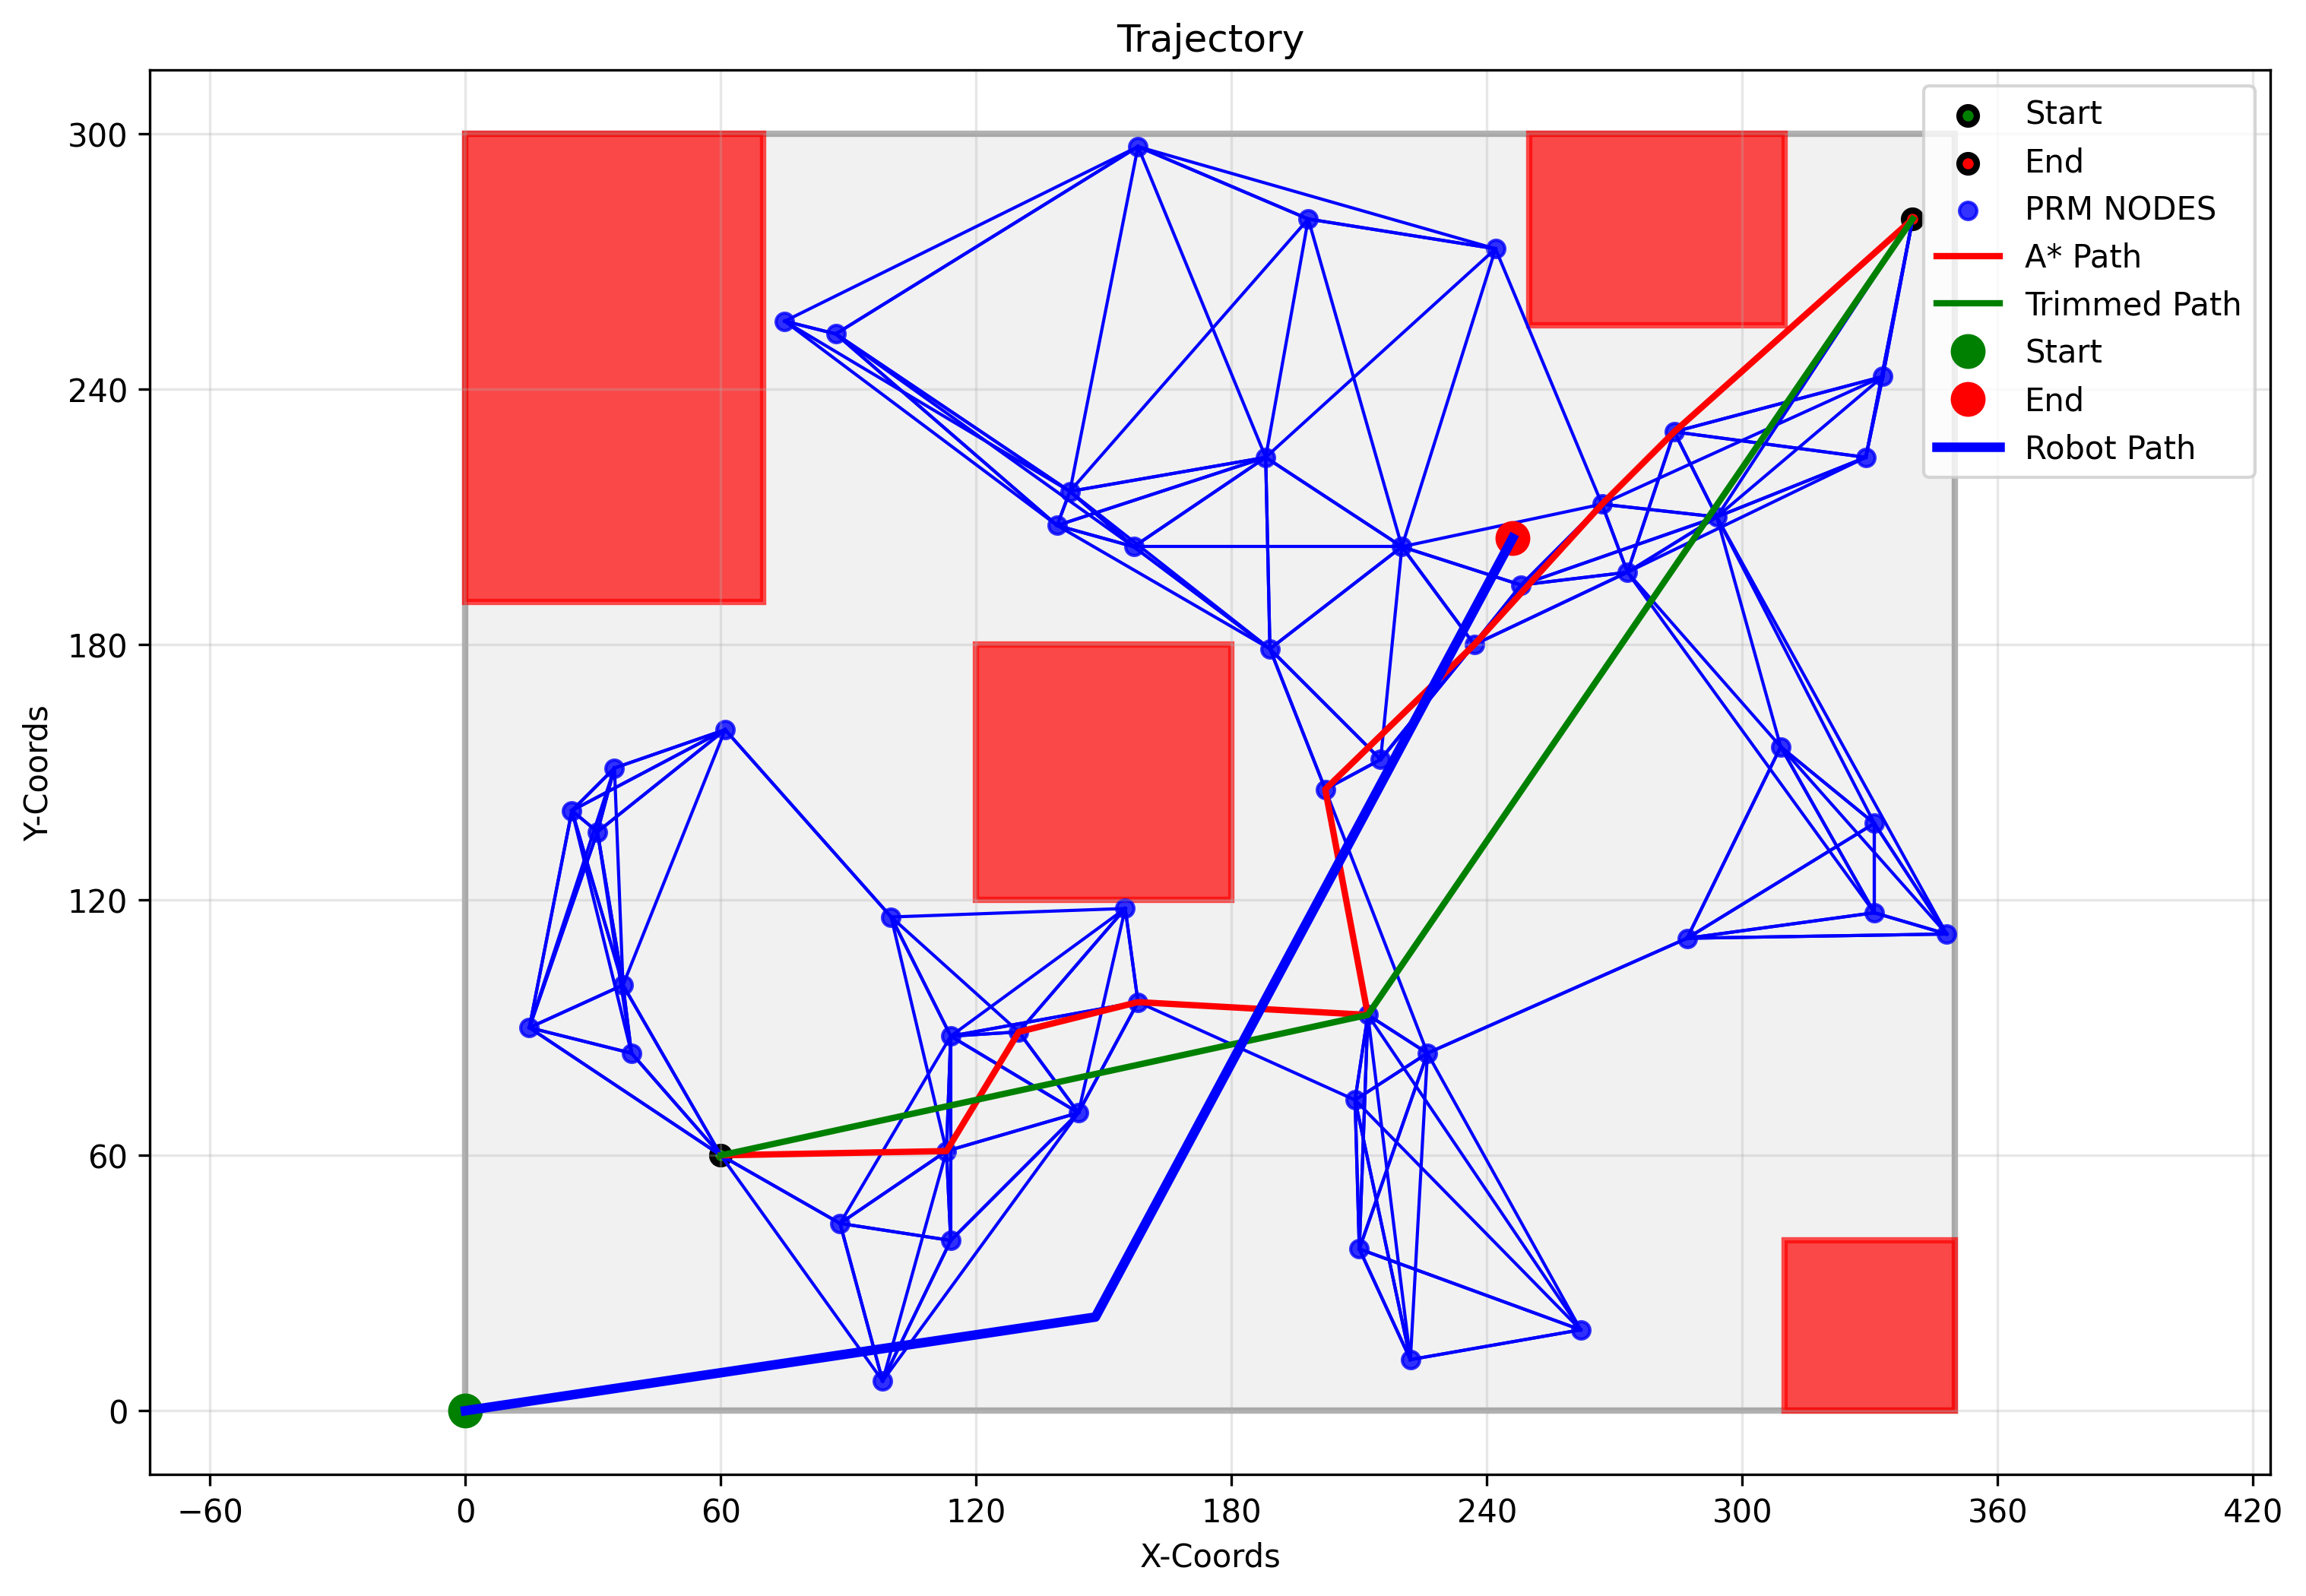 Trajectory
Start
End
PRM NODES
A* Path
Trimmed Path
Start
End
Robot Path
300
240
180
120
60
0
Y-Coords
−60
0
60
120
180
240
300
360
420
X-Coords